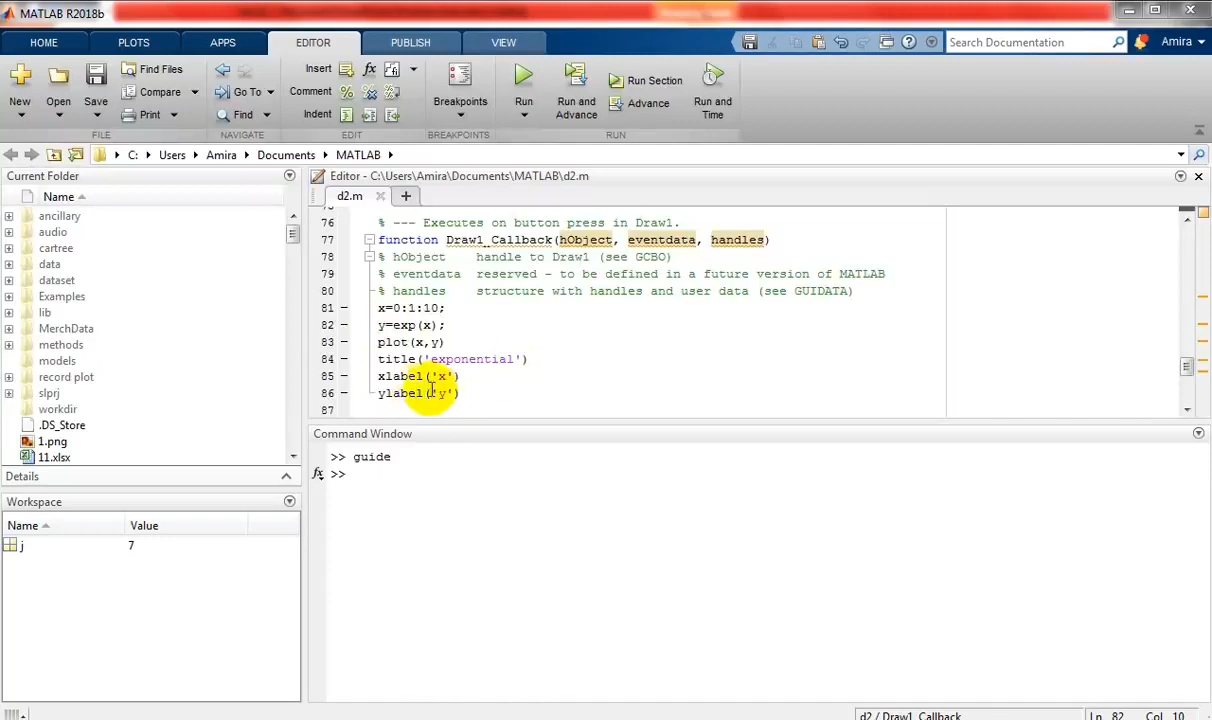 MATLAB R2018b
HOME PLOTS APPS EDITOR PUBLISH VIEW Search Documentation Amira
New Open Save Find Files Compare Print Go To Find Insert Comment Indent Breakpoints Run Run and Advance Run Section Advance Run and Time
FILE NAVIGATE EDIT BREAKPOINTS RUN
C: Users Amira Documents MATLAB
Current Folder
Name
ancillary
audio
cartree
data
dataset
Examples
lib
MerchData
methods
models
record plot
slprj
workdir
.DS_Store
1.png
11.xlsx
Details
Workspace
Name Value
j 7
Editor - C:\Users\Amira\Documents\MATLAB\d2.m
d2.m
76 % --- Executes on button press in Draw1.
77 function Draw1_Callback(hObject, eventdata, handles)
78 % hObject handle to Draw1 (see GCBO)
79 % eventdata reserved - to be defined in a future version of MATLAB
80 % handles structure with handles and user data (see GUIDATA)
81 x=0:1:10;
82 y=exp(x);
83 plot(x,y)
84 title('exponential')
85 xlabel('x')
86 ylabel('y')
87
Command Window
>> guide
fx >>
d2 / Draw1_Callback Ln 82 Col 10